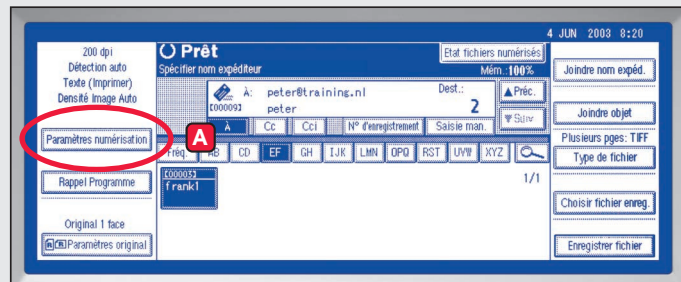 4 JUN 2003 8:20
200 dpi
Détection auto
Texte (Imprimer)
Densité Image Auto
Paramètres numérisation
Rappel Programme
Original 1 face
Paramètres original
Prêt
Etat fichiers numérisés
Spécifier nom expéditeur
Mém.:100%
À: peter@training.nl
Dest.:
[00009] peter
2
▲Préc.
▼Suiv
À
Cc
Cci
N° d'enregistrement
Saisie man.
A
Fréq.
AB
CD
EF
GH
IJK
LMN
OPQ
RST
UVW
XYZ
[00003]
frank1
1/1
Joindre nom expéd.
Joindre objet
Plusieurs pges: TIFF
Type de fichier
Choisir fichier enreg.
Enregistrer fichier